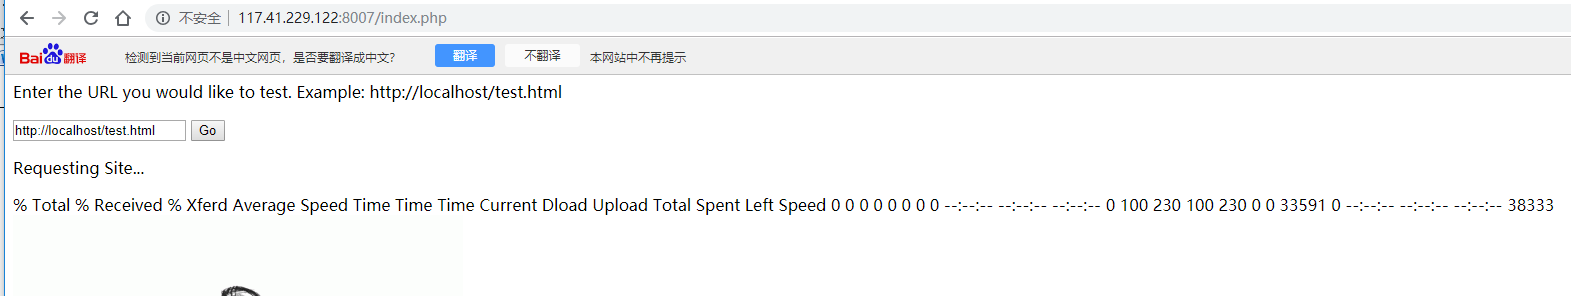 不安全 | 117.41.229.122:8007/index.php
Bai du 翻译 检测到当前网页不是中文网页，是否要翻译成中文？ 翻译 不翻译 本网站中不再提示
Enter the URL you would like to test. Example: http://localhost/test.html
http://localhost/test.html Go
Requesting Site...
% Total % Received % Xferd Average Speed Time Time Time Current Dload Upload Total Spent Left Speed 0 0 0 0 0 0 0 0 --:--:-- --:--:-- --:--:-- 0 100 230 100 230 0 0 33591 0 --:--:-- --:--:-- --:--:-- 38333